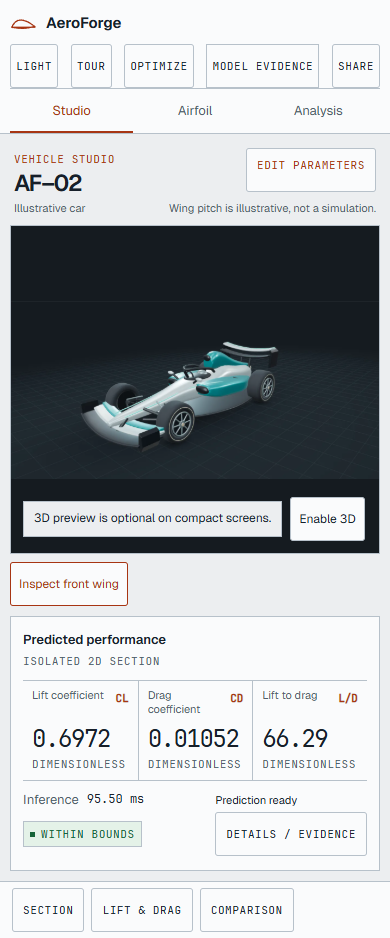 AeroForge
LIGHT TOUR OPTIMIZE MODEL EVIDENCE SHARE
Studio Airfoil Analysis
VEHICLE STUDIO
AF–02
EDIT PARAMETERS
Illustrative car Wing pitch is illustrative, not a simulation.
3D preview is optional on compact screens. Enable 3D
Inspect front wing
Predicted performance
ISOLATED 2D SECTION
Lift coefficient CL
0.6972
DIMENSIONLESS
Drag coefficient CD
0.01052
DIMENSIONLESS
Lift to drag L/D
66.29
DIMENSIONLESS
Inference 95.50 ms
WITHIN BOUNDS
Prediction ready
DETAILS / EVIDENCE
SECTION LIFT & DRAG COMPARISON